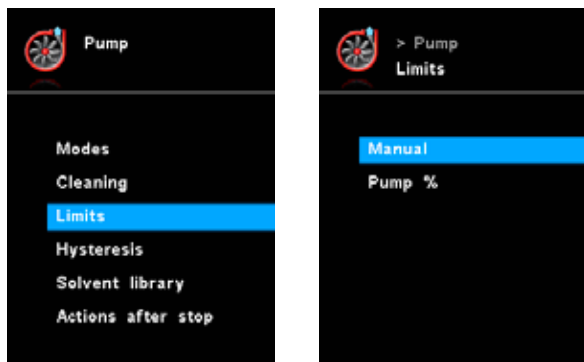 Pump
Modes
Cleaning
Limits
Hysteresis
Solvent library
Actions after stop
> Pump
Limits
Manual
Pump %